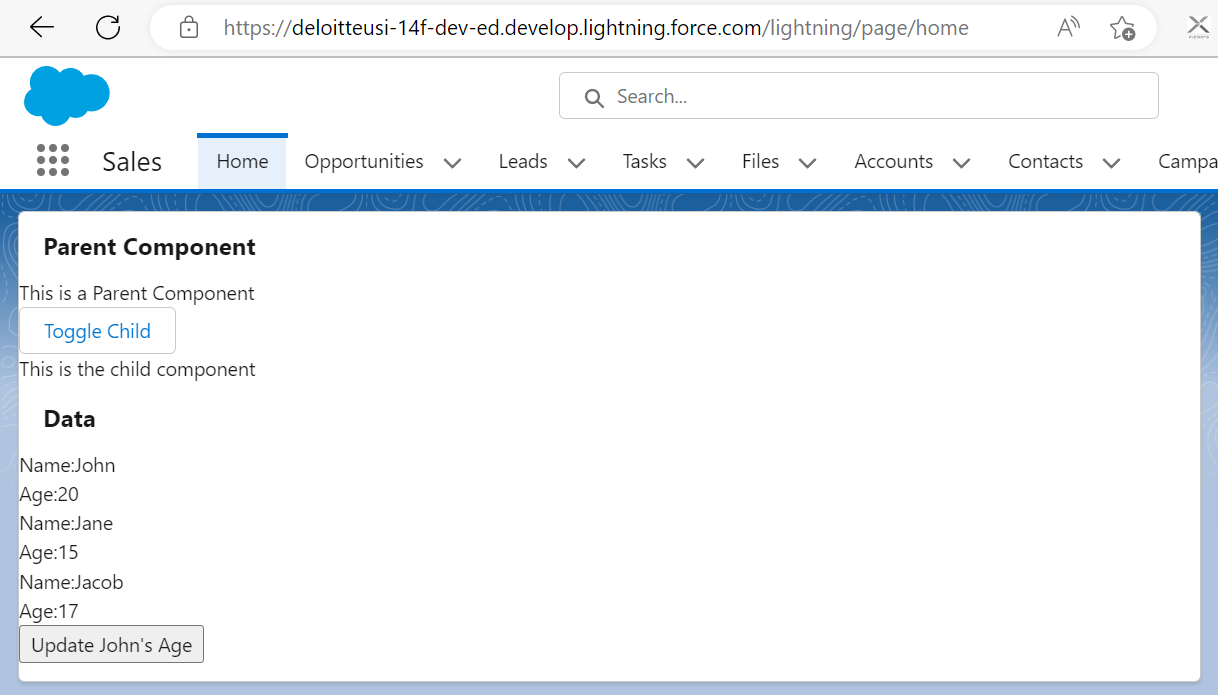 https://deloitteusi-14f-dev-ed.develop.lightning.force.com/lightning/page/home
Search...
Sales Home Opportunities Leads Tasks Files Accounts Contacts Campa
Parent Component
This is a Parent Component
Toggle Child
This is the child component
Data
Name:John
Age:20
Name:Jane
Age:15
Name:Jacob
Age:17
Update John's Age